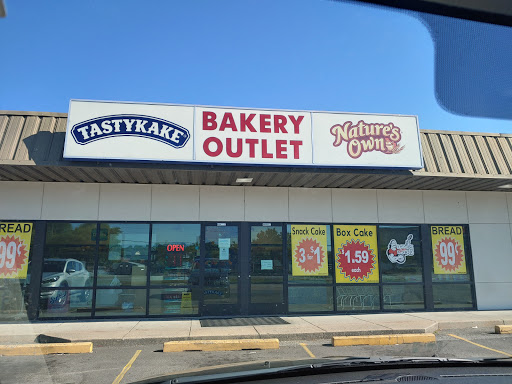 TASTYKAKE
BAKERY
OUTLET
Nature's
Own
BREAD
99¢
OPEN
Snack Cake
3 FOR $1
Box Cake
$1.59
each
BREAD
99¢